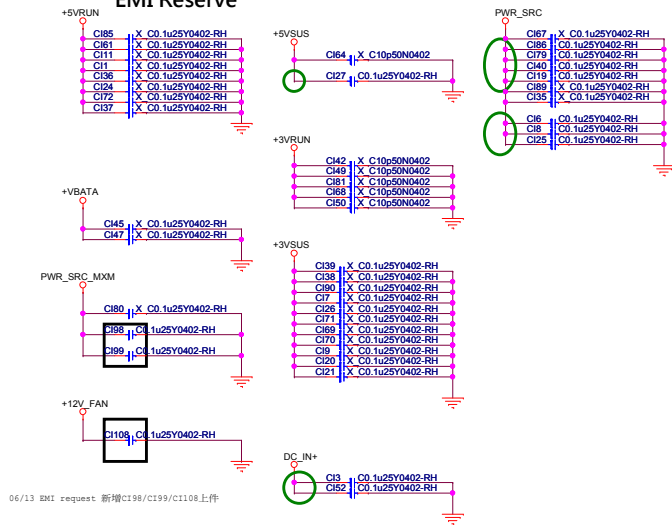 EMI Reserve
+5VRUN
CI85 X_C0.1u25Y0402-RH
CI61 X_C0.1u25Y0402-RH
CI11 X_C0.1u25Y0402-RH
CI1 X_C0.1u25Y0402-RH
CI36 X_C0.1u25Y0402-RH
CI24 X_C0.1u25Y0402-RH
CI72 X_C0.1u25Y0402-RH
CI37 X_C0.1u25Y0402-RH
+VBATA
CI45 X_C0.1u25Y0402-RH
CI47 X_C0.1u25Y0402-RH
PWR_SRC_MXM
CI80 X_C0.1u25Y0402-RH
CI98 C0.1u25Y0402-RH
CI99 C0.1u25Y0402-RH
+12V_FAN
CI108 C0.1u25Y0402-RH
06/13 EMI request 新增CI98/CI99/CI108上件
+5VSUS
CI64 X_C10p50N0402
CI27 C0.1u25Y0402-RH
+3VRUN
CI42 X_C10p50N0402
CI49 X_C10p50N0402
CI81 X_C10p50N0402
CI68 X_C10p50N0402
CI50 X_C10p50N0402
+3VSUS
CI39 X_C0.1u25Y0402-RH
CI38 X_C0.1u25Y0402-RH
CI90 X_C0.1u25Y0402-RH
CI7 X_C0.1u25Y0402-RH
CI26 X_C0.1u25Y0402-RH
CI71 X_C0.1u25Y0402-RH
CI69 X_C0.1u25Y0402-RH
CI70 X_C0.1u25Y0402-RH
CI9 X_C0.1u25Y0402-RH
CI20 X_C0.1u25Y0402-RH
CI21 X_C0.1u25Y0402-RH
DC_IN+
CI3 C0.1u25Y0402-RH
CI52 C0.1u25Y0402-RH
PWR_SRC
CI67 X_C0.1u25Y0402-RH
CI86 C0.1u25Y0402-RH
CI79 C0.1u25Y0402-RH
CI40 C0.1u25Y0402-RH
CI19 C0.1u25Y0402-RH
CI89 X_C0.1u25Y0402-RH
CI35 X_C0.1u25Y0402-RH
CI6 C0.1u25Y0402-RH
CI8 C0.1u25Y0402-RH
CI25 C0.1u25Y0402-RH